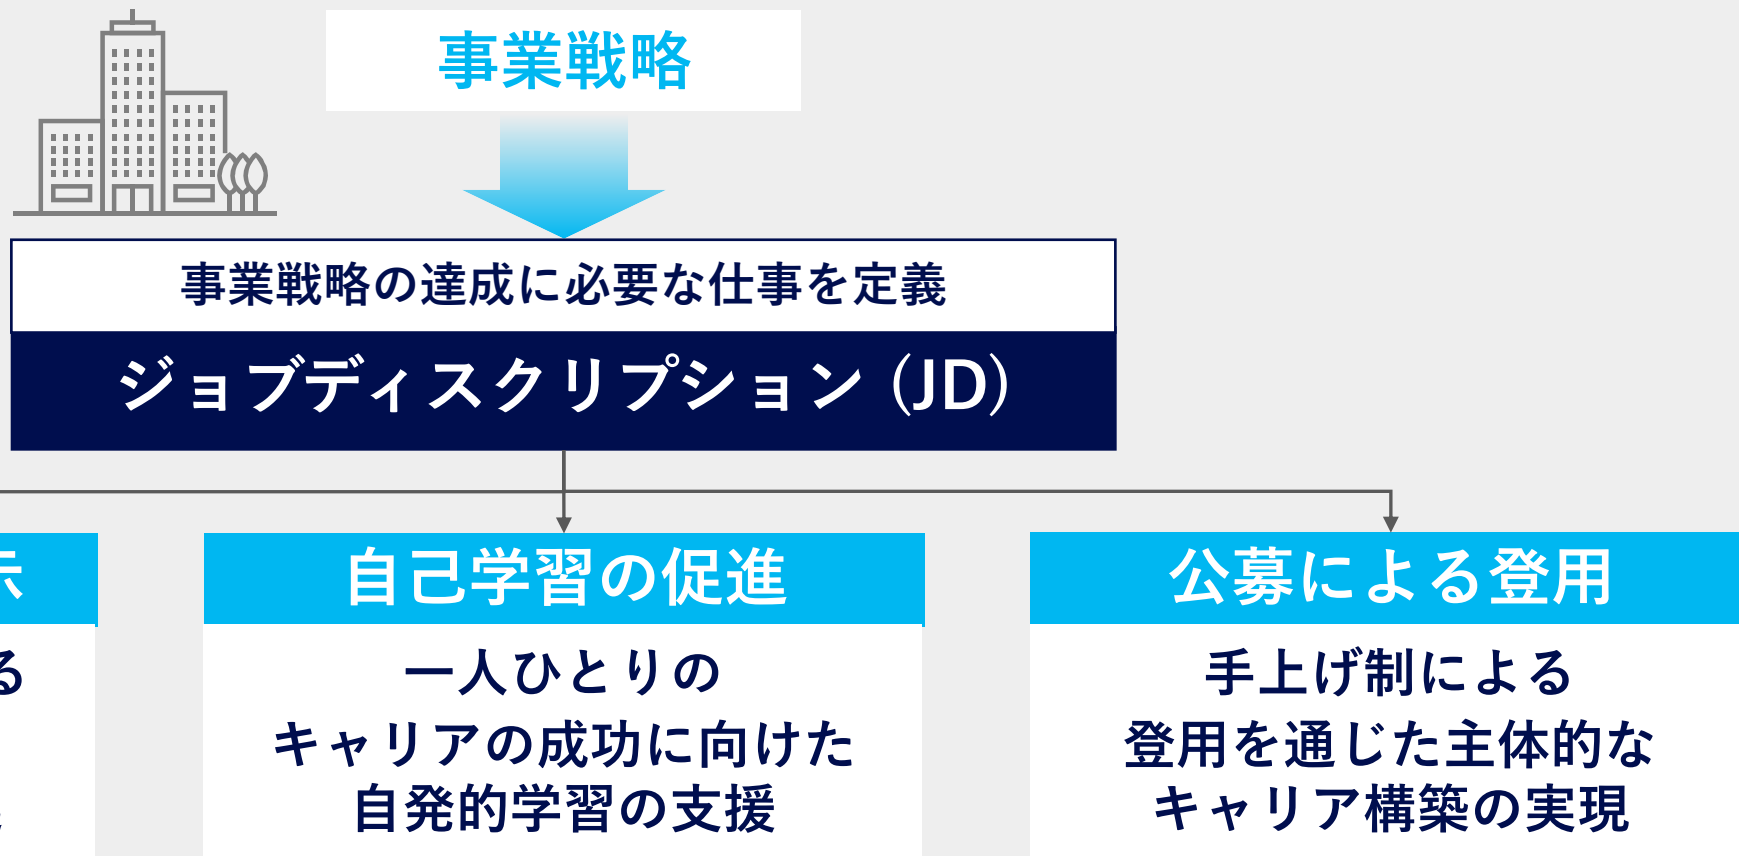 事業戦略
事業戦略の達成に必要な仕事を定義
ジョブディスクリプション (JD)
示
自己学習の促進
公募による登用
る
一人ひとりの
キャリアの成功に向けた
自発的学習の支援
手上げ制による
登用を通じた主体的な
キャリア構築の実現